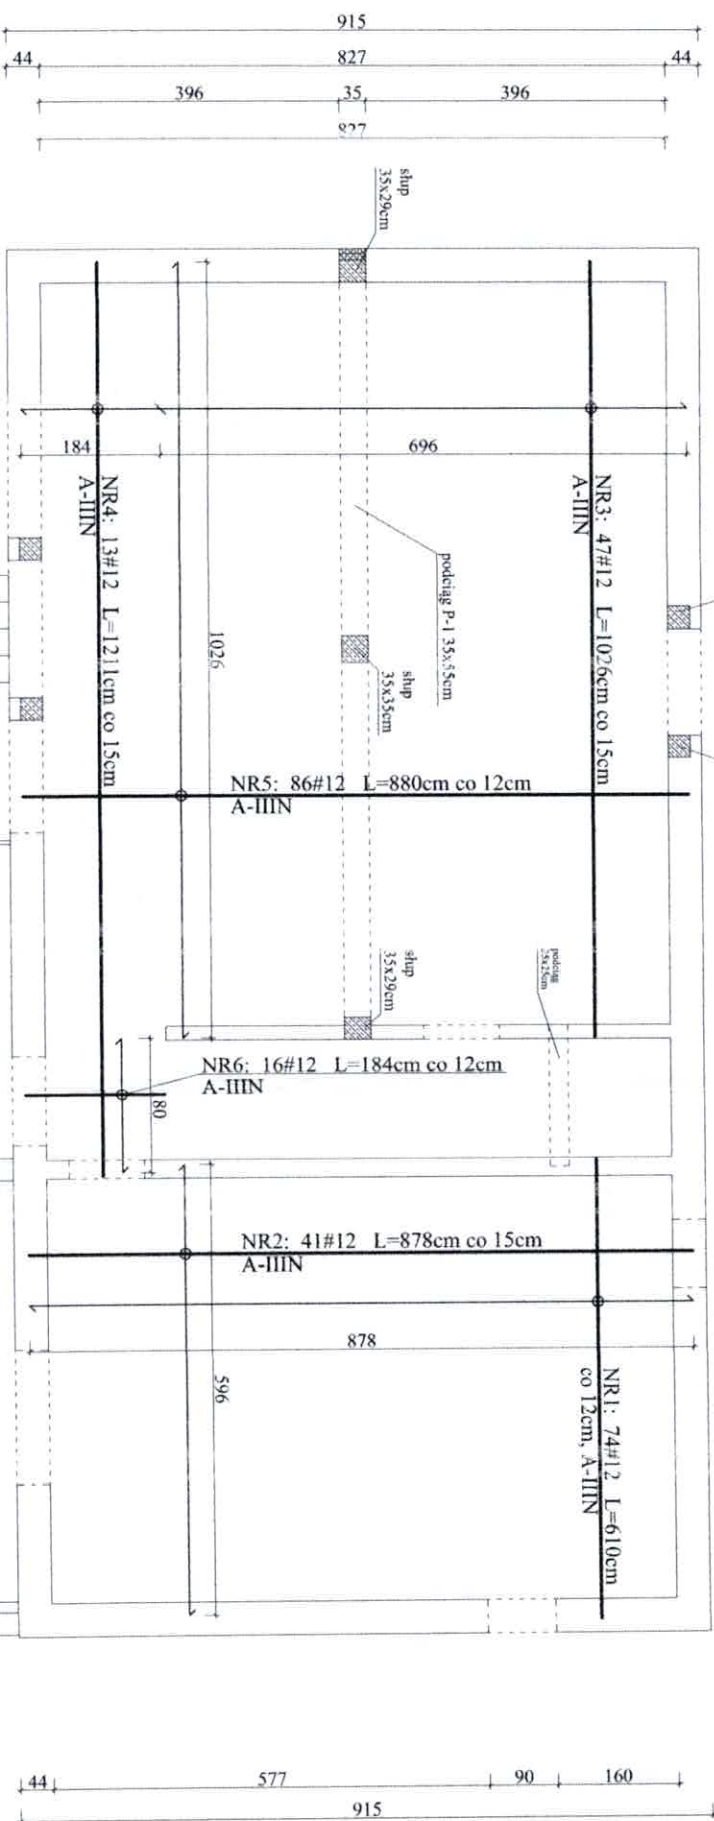 915
44 827 44
396 35 396
827
słup
35x29cm
184 696
NR4: 13#12 L=1211cm co 15cm
A-IIIN
NR3: 47#12 L=1026cm co 15cm
A-IIIN
podciąg P-1 35x55cm
1026
słup
35x35cm
NR5: 86#12 L=880cm co 12cm
A-IIIN
słup
35x29cm
podciąg
25x25cm
NR6: 16#12 L=184cm co 12cm
A-IIIN
180
NR2: 41#12 L=878cm co 15cm
A-IIIN
878
596
NR1: 74#12 L=610cm
co 12cm, A-IIIN
44 577 90 160
915